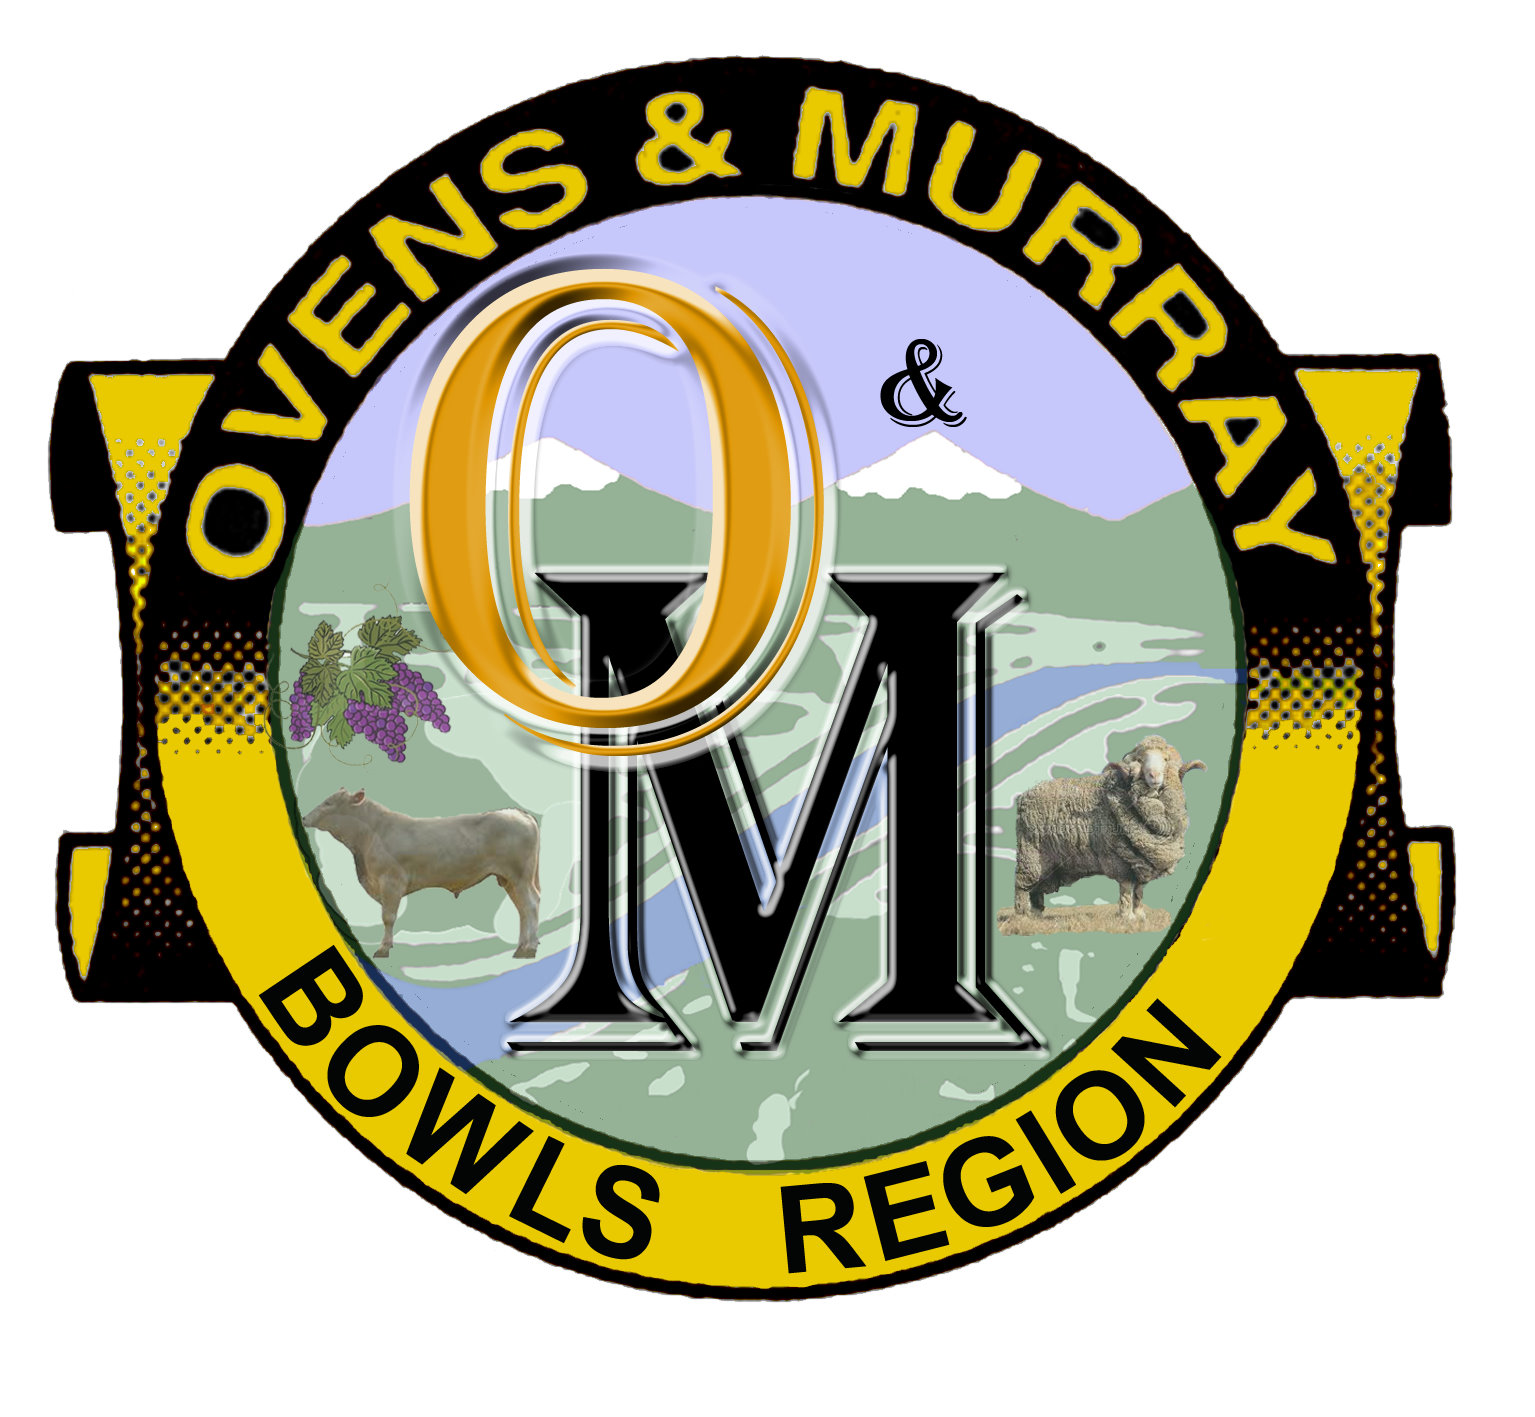 OVENS & MURRAY
O &
M
BOWLS REGION